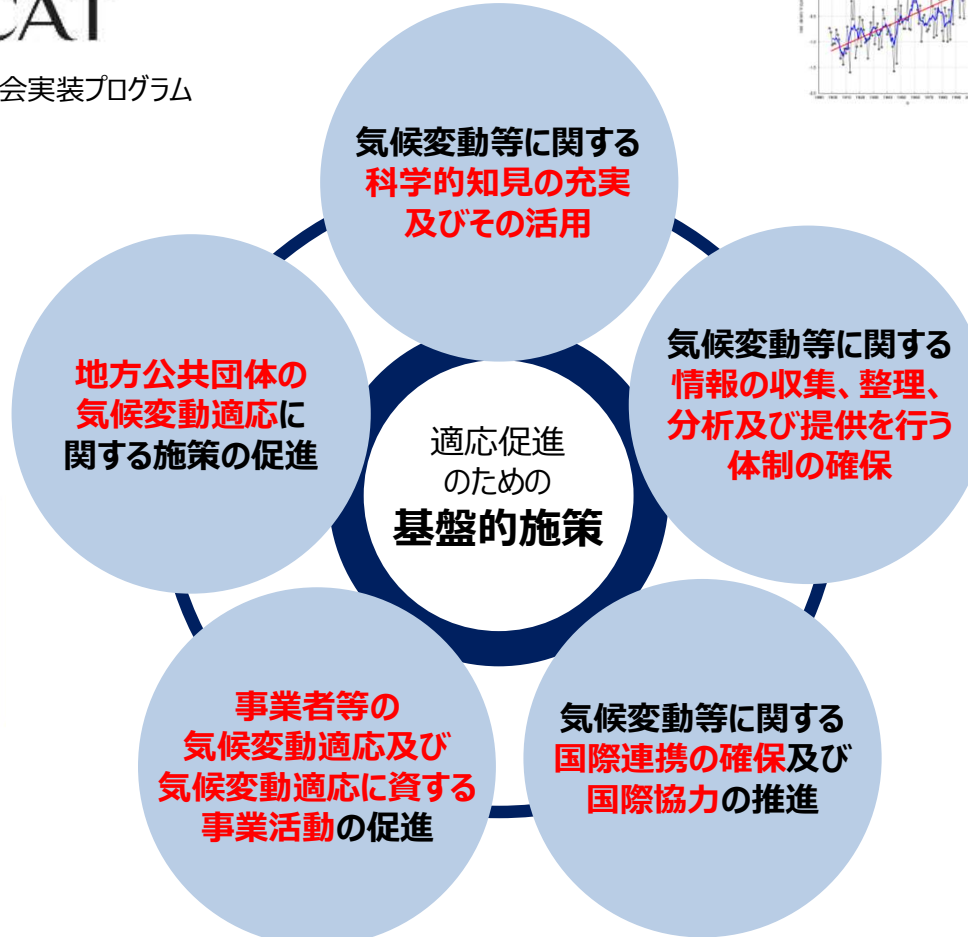 CAT
会実装プログラム
気候変動等に関する
科学的知見の充実
及びその活用
気候変動等に関する
情報の収集、整理、
分析及び提供を行う
体制の確保
地方公共団体の
気候変動適応に
関する施策の促進
適応促進
のための
基盤的施策
事業者等の
気候変動適応及び
気候変動適応に資する
事業活動の促進
気候変動等に関する
国際連携の確保及び
国際協力の推進